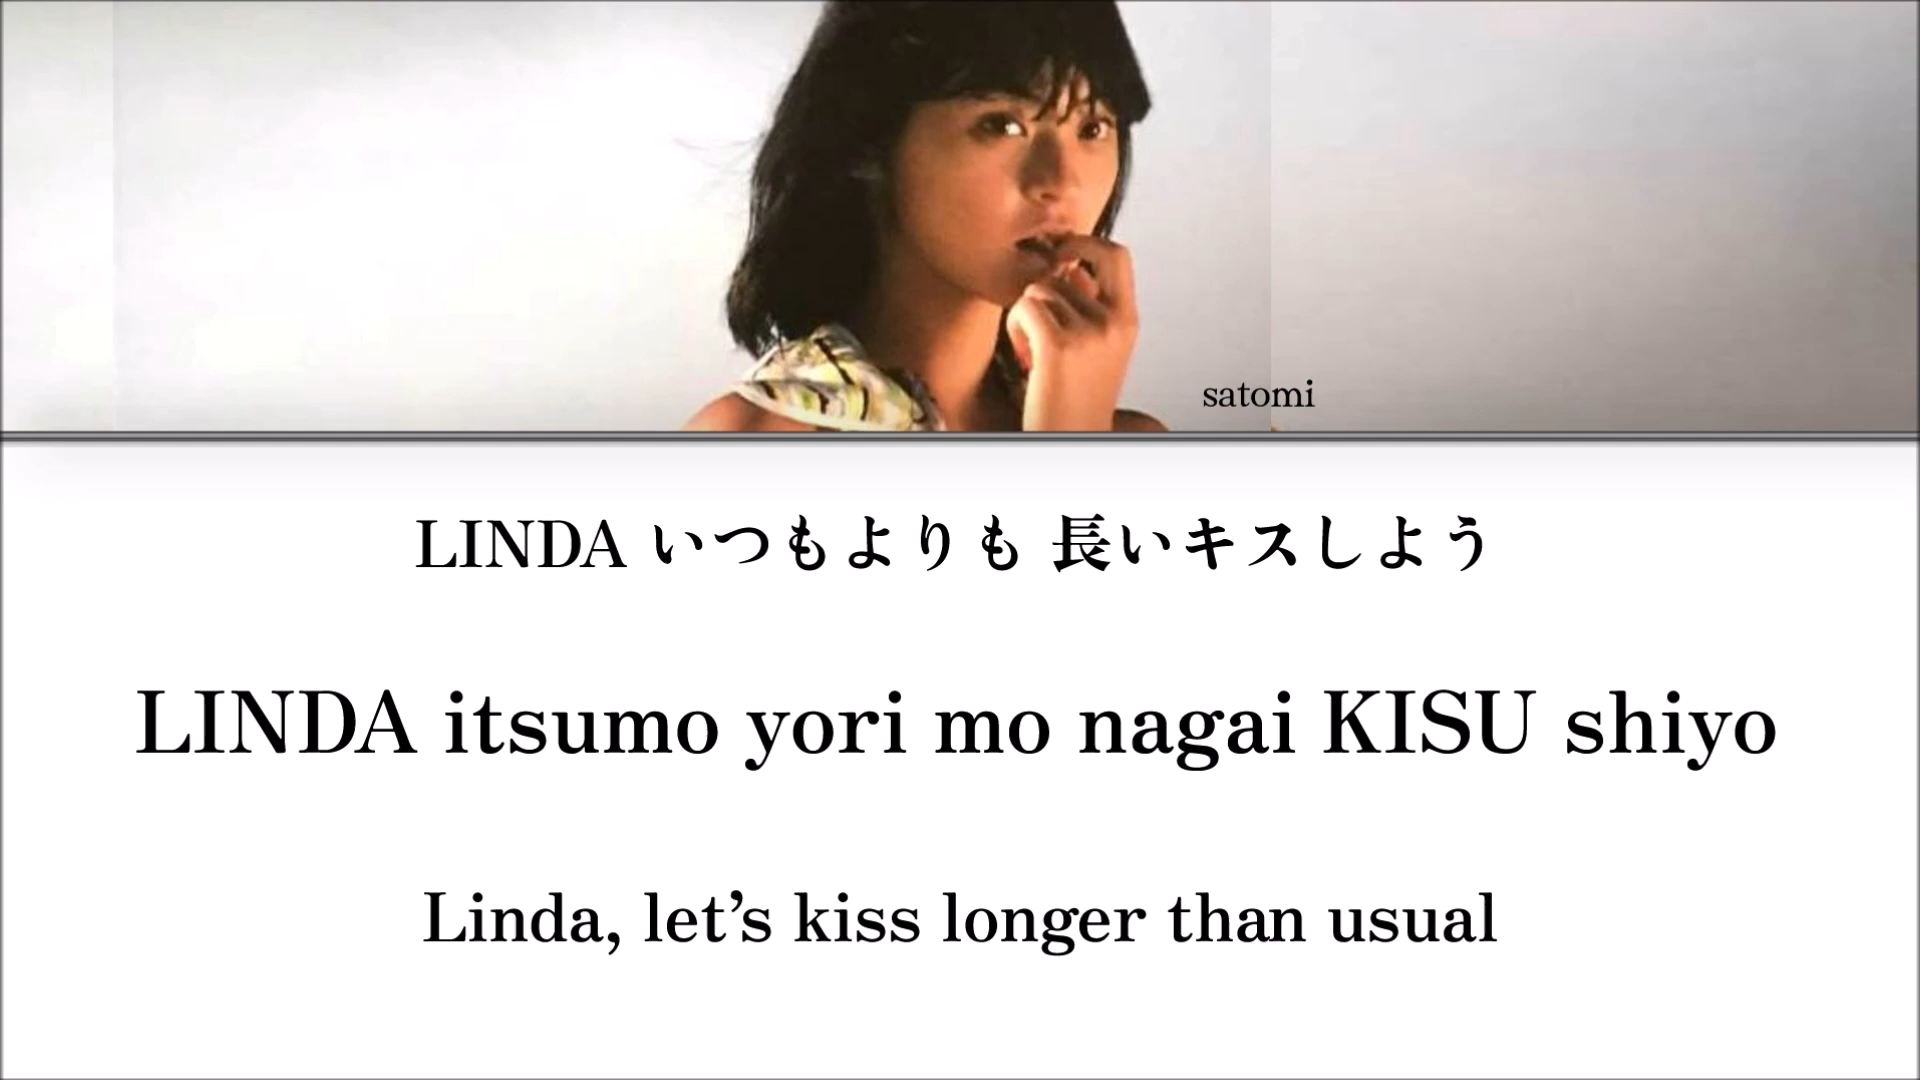 satomi
LINDA いつもよりも 長いキスしよう
LINDA itsumo yori mo nagai KISU shiyo
Linda, let’s kiss longer than usual